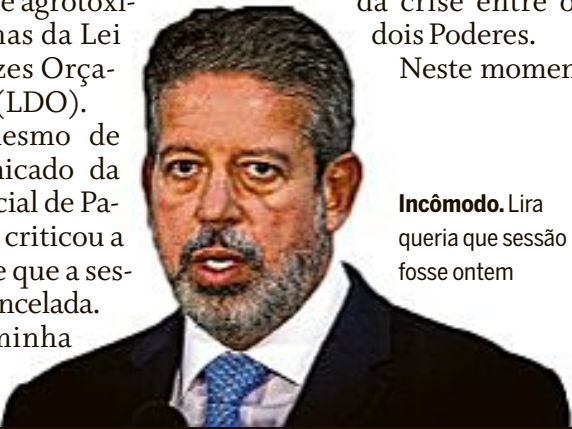 e agrotóxi-
nas da Lei
zes Orça-
(LDO).
esmo de
nicado da
cial de Pa-
criticou a
e que a ses-
ncelada.
minha
da crise entre o
dois Poderes.
Neste momen
Incômodo. Lira
queria que sessão
fosse ontem